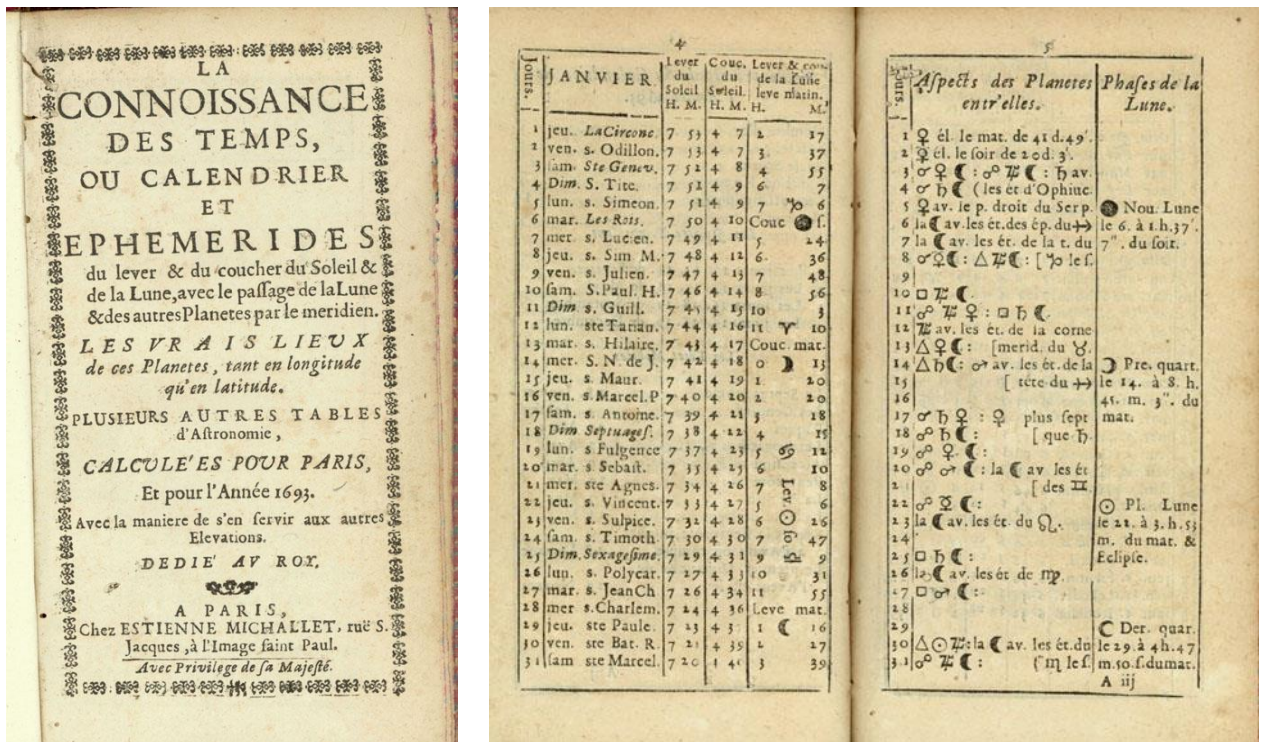 LA
CONNOISSANCE
DES TEMPS,
OU CALENDRIER
ET
EPHEMERIDES
du lever & du coucher du Soleil &
de la Lune, avec le passage de la Lune
& des autres Planetes par le meridien.
LES VRAIS LIEUX
de ces Planetes, tant en longitude
qu'en latitude.
PLUSIEURS AUTRES TABLES
d'Astronomie,
CALCULE'ES POUR PARIS,
Et pour l'Année 1693.
Avec la maniere de s'en servir aux autres
Elevations.
DEDIE' AV ROY,
A PARIS,
Chez ESTIENNE MICHALLET, ruë S.
Jacques, à l'Image saint Paul.
Avec Privilege de sa Majesté.
4
Jours. JANVIER Lever du Soleil H. M. Couc. du Soleil. H. M. Lever & de la Lune leve matin. H. M.
1 jeu. La Circonc. 7 53 4 7 2 17
2 ven. s. Odillon. 7 53 4 7 3 37
3 sam. Ste Genev. 7 52 4 8 4 55
4 Dim. S. Tite. 7 52 4 9 6 7
5 lun. s. Simeon. 7 51 4 9 7 ♑ 6
6 mar. Les Rois. 7 50 4 10 Couc s.
7 mer. s. Lucien. 7 49 4 11 5 24
8 jeu. s. Sim M. 7 48 4 12 6 36
9 ven. s. Julien. 7 47 4 13 7 48
10 sam. S. Paul. H. 7 46 4 14 8 56
11 Dim s. Guill. 7 45 4 15 10 3
12 lun. ste Tatian. 7 44 4 16 11 ♈ 10
13 mar. s. Hilaire. 7 43 4 17 Couc. mat.
14 mer. S. N. de J. 7 42 4 18 0 ☽ 13
15 jeu. s. Maur. 7 41 4 19 1 20
16 ven. s. Marcel. P 7 40 4 20 2 20
17 sam. s. Antoine. 7 39 4 21 3 18
18 Dim Septuages. 7 38 4 22 4 15
19 lun. s Fulgence 7 37 4 23 5 ♋ 12
20 mar. s Sebast. 7 35 4 25 6 10
21 mer. ste Agnes. 7 34 4 26 7 8
22 jeu. s. Vincent. 7 33 4 27 5 6
23 ven. s. Sulpice. 7 32 4 28 6 26
24 sam. s. Timoth 7 30 4 30 7 47
25 Dim. Sexagesime. 7 29 4 31 9 9
26 lun. s. Polycar. 7 27 4 33 10 31
27 mar. s. Jean Ch 7 26 4 34 11 55
28 mer s. Charlem. 7 24 4 36 Leve mat.
29 jeu. ste Paule. 7 23 4 37 1 ☾ 16
30 ven. ste Bat. R. 7 21 4 39 2 27
31 sam ste Marcel. 7 20 4 3 39
Lev ☉
5
Jours. Aspects des Planetes entr'elles. Phases de la Lune.
1 ♀ él. le mat. de 41 d. 49'.
2 él. le soir de 20 d. 3'.
3 ☌ ♀ ☾ : ☍ ♃ ☾ : ♄ av.
4 ☌ ♄ ☾ (les ét d'Ophiuc.
5 ♀ av. le p. droit du Serp. Nou. Lune
6 la ☾ av. les ét. des ép. du ♐ le 6. à 1. h. 37'.
7 la ☾ av. les ét. de la t. du 7". du soir.
8 ☌ ☾ : △ ♃ ☾ : [ ♑ le s.
9
10 □ ♃ ☾.
11 ☍ ♃ ♀ : □ ♄ ☾.
12 ♃ av. les ét. de la corne
13 △ ♀ ☾ : [merid. du ♉.
14 △ ♄ ☾ : ♂ av. les ét. de la ☽ Pre. quart.
15 [ tête du ♐ le 14. à 8. h.
16 45. m. 3". du
17 ☌ ♄ ♀ : ♀ plus sept mat.
18 ☍ ♄ ☾ : [ que ♄.
19 ☍ ♀ ☾ :
20 ☍ ♂ ☾ : la ☾ av les ét
21 [ des ♊.
22 ☍ ☿ ☾ : ☉ Pl. Lune
23 la ☾ av. les ét. du ♌. le 22. à 3. h. 53
24 m. du mat. &
25 □ ♄ ☾ : Eclipse.
26 la ☾ av. les ét de ♍.
27 □ ♂ ☾ :
28
29 ☾ Der. quar.
30 △ ☉ ♃ : la ☾ av. les ét. du le 29. à 4 h. 47
31 ☍ ♃ ☾ : (♏ le s. m. 50. s. du mat.
A iij